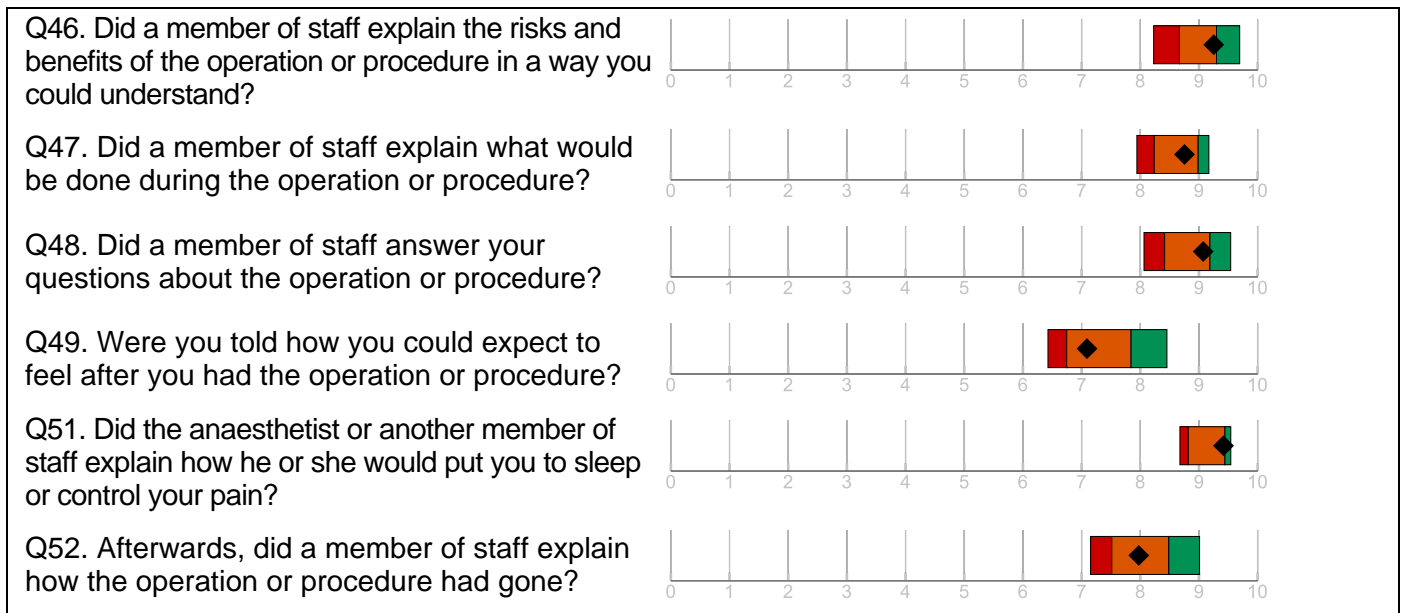 Q46. Did a member of staff explain the risks and
benefits of the operation or procedure in a way you
could understand?
0 1 2 3 4 5 6 7 8 9 10
Q47. Did a member of staff explain what would
be done during the operation or procedure?
0 1 2 3 4 5 6 7 8 9 10
Q48. Did a member of staff answer your
questions about the operation or procedure?
0 1 2 3 4 5 6 7 8 9 10
Q49. Were you told how you could expect to
feel after you had the operation or procedure?
0 1 2 3 4 5 6 7 8 9 10
Q51. Did the anaesthetist or another member of
staff explain how he or she would put you to sleep
or control your pain?
0 1 2 3 4 5 6 7 8 9 10
Q52. Afterwards, did a member of staff explain
how the operation or procedure had gone?
0 1 2 3 4 5 6 7 8 9 10